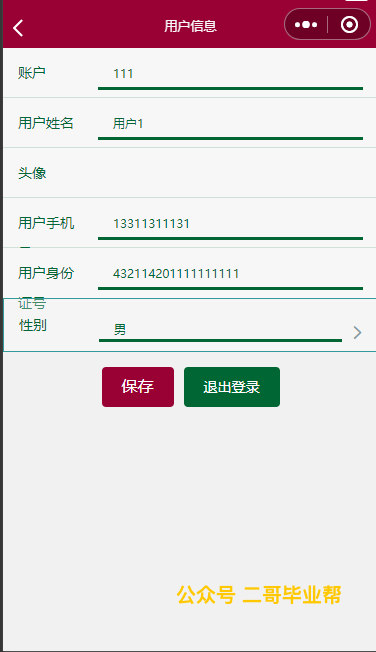 用户信息
账户 111
用户姓名 用户1
头像
用户手机 13311311131
用户身份 432114201111111111
证号
性别 男
保存 退出登录
公众号 二哥毕业帮